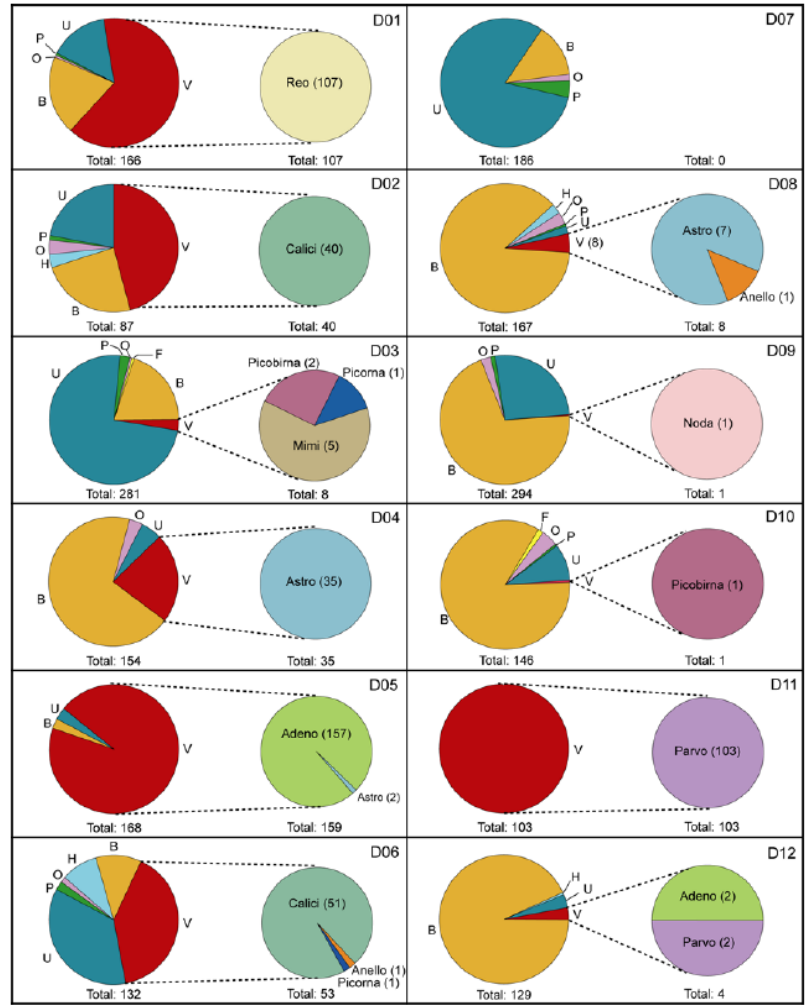 D01
U
P
O
B
V
Reo (107)
Total: 166
Total: 107
D07
B
O
P
U
Total: 186
Total: 0
D02
U
P
O
H
B
V
Calici (40)
Total: 87
Total: 40
D08
H
O
P
U
V (8)
B
Astro (7)
Anello (1)
Total: 167
Total: 8
D03
P
O
F
U
B
V
Picobirna (2)
Picorna (1)
Mimi (5)
Total: 281
Total: 8
D09
O
P
U
V
B
Noda (1)
Total: 294
Total: 1
D04
O
U
V
B
Astro (35)
Total: 154
Total: 35
D10
F
O
P
U
V
B
Picobirna (1)
Total: 146
Total: 1
D05
U
B
V
Adeno (157)
Astro (2)
Total: 168
Total: 159
D11
V
Parvo (103)
Total: 103
Total: 103
D06
B
H
O
P
U
V
Calici (51)
Anello (1)
Picorna (1)
Total: 132
Total: 53
D12
H
U
V
B
Adeno (2)
Parvo (2)
Total: 129
Total: 4